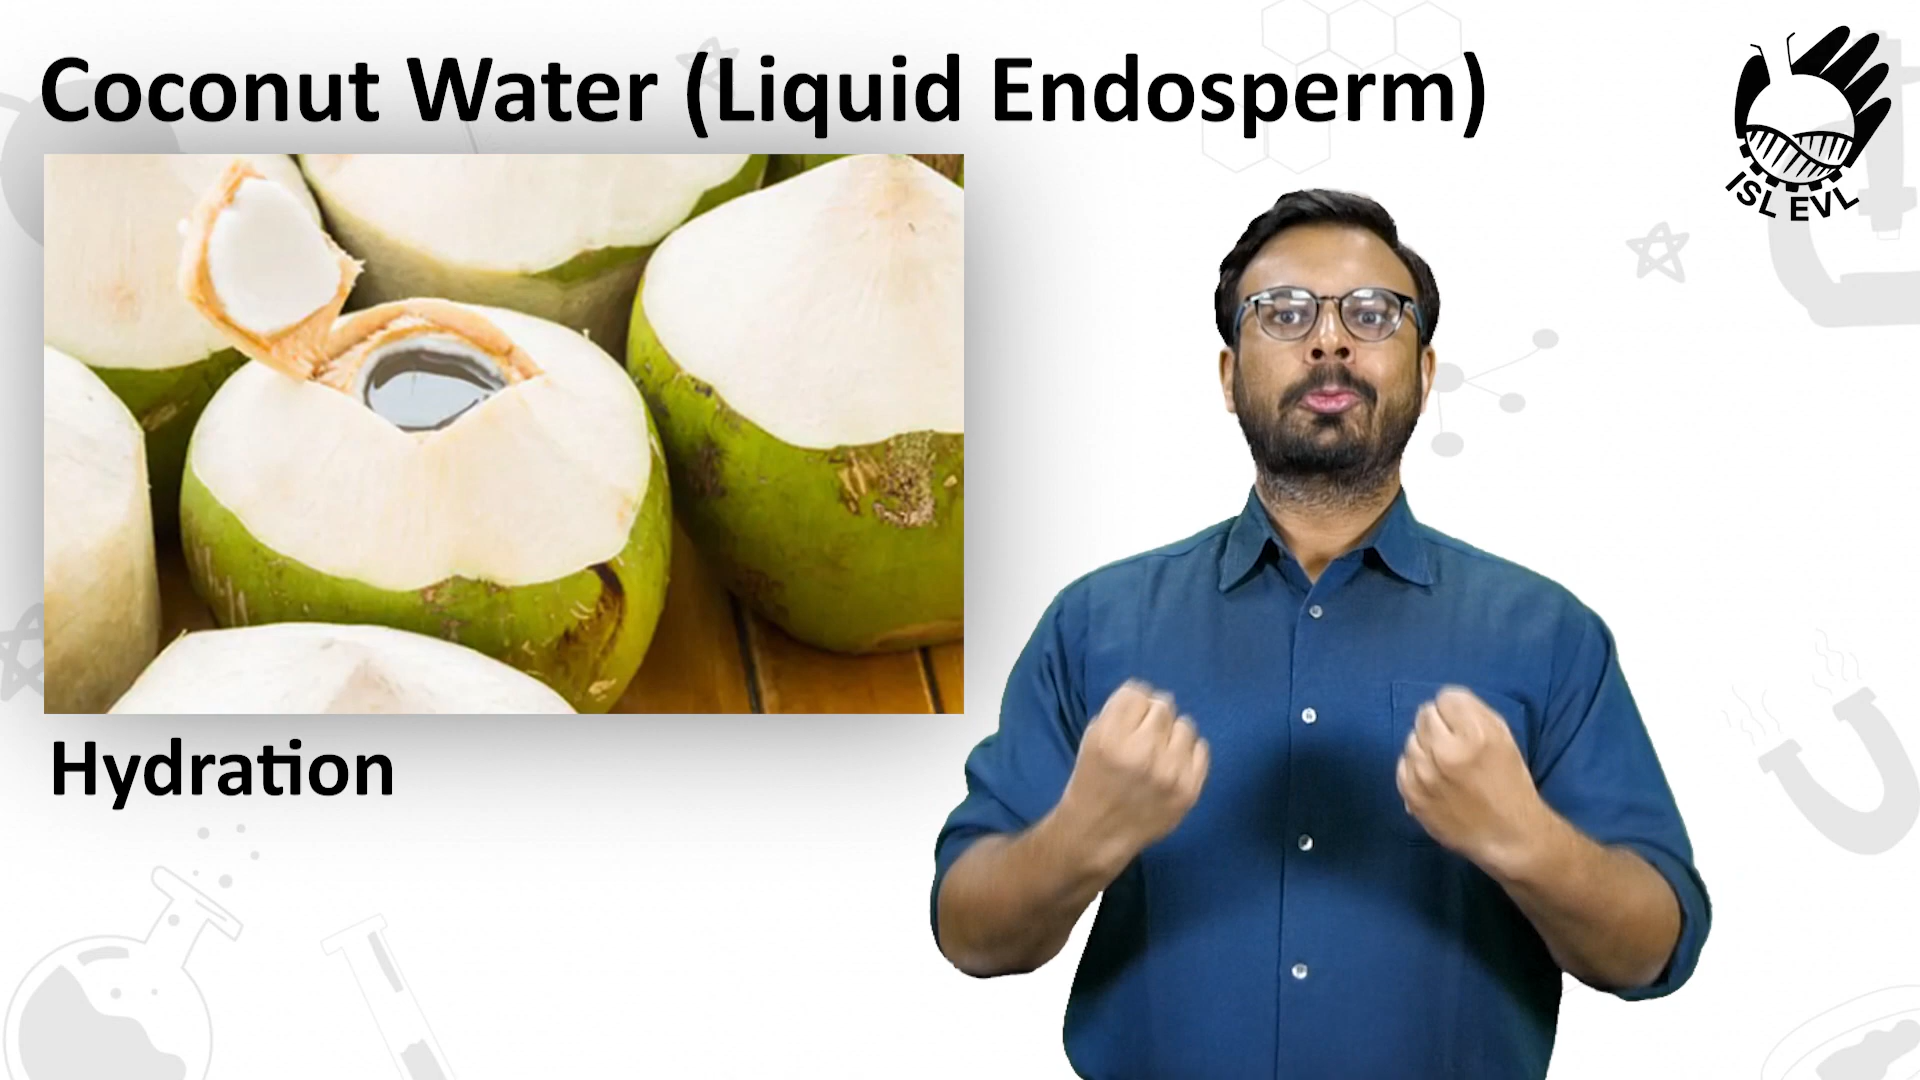 Coconut Water (Liquid Endosperm)
ISL EVL
Hydration